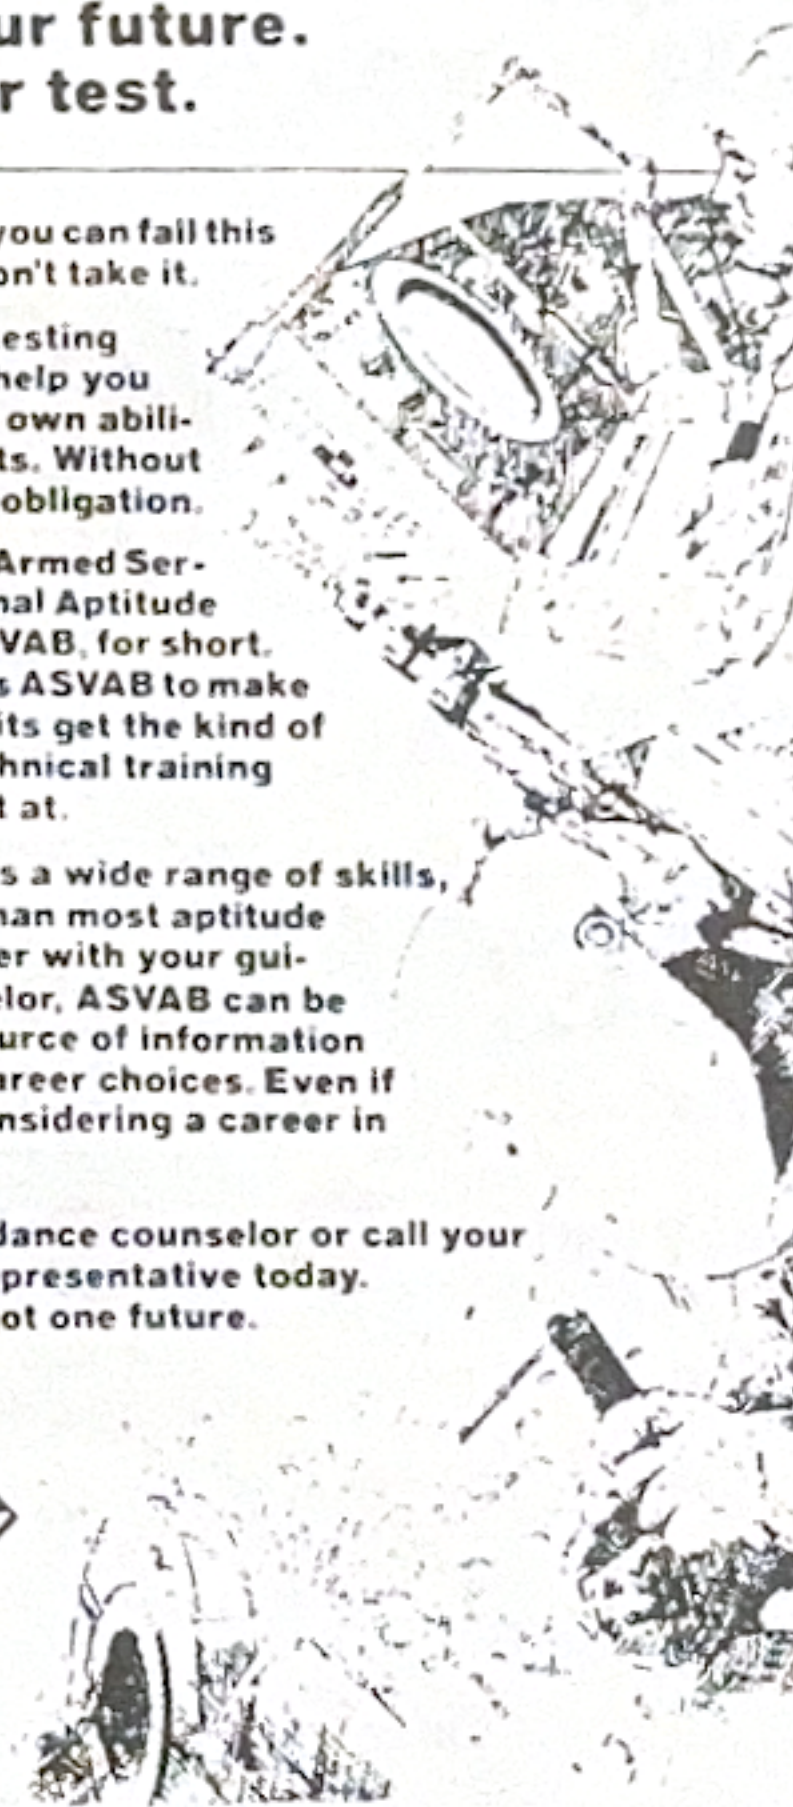 ur future.
r test.
you can fail this
on't take it.
esting
help you
own abili-
ts. Without
obligation.
Armed Ser-
nal Aptitude
VAB, for short.
s ASVAB to make
its get the kind of
hnical training
t at.
s a wide range of skills,
han most aptitude
er with your gui-
elor, ASVAB can be
urce of information
areer choices. Even if
nsidering a career in
dance counselor or call your
presentative today.
ot one future.